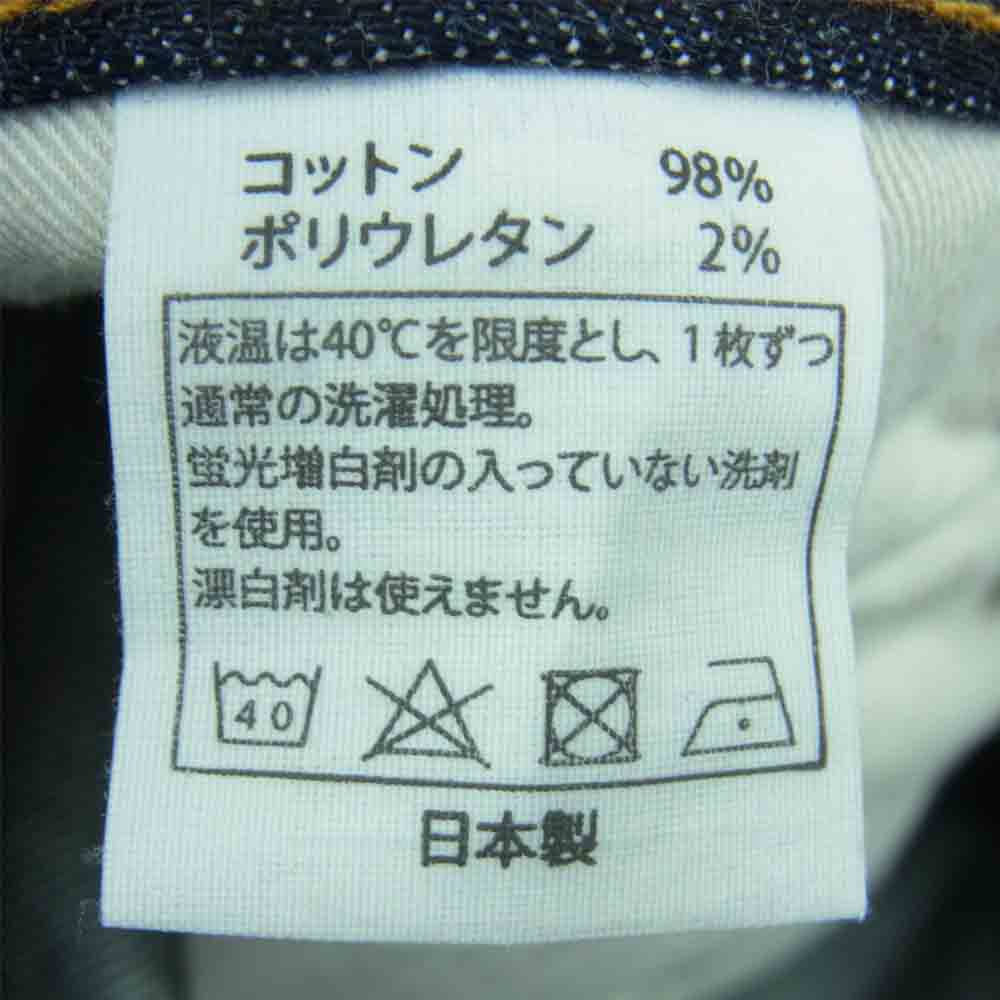 コットン 98%
ポリウレタン 2%
液温は40℃を限度とし、1枚ずつ
通常の洗濯処理。
蛍光増白剤の入っていない洗剤
を使用。
漂白剤は使えません。
40
日本製